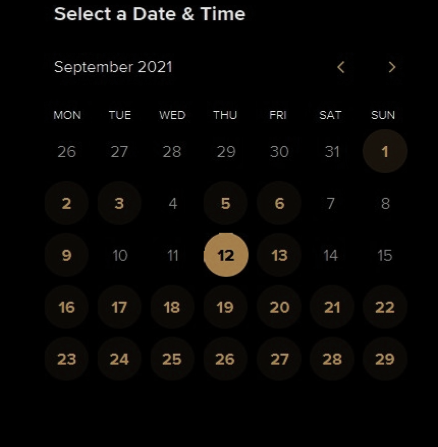 Select a Date & Time
September 2021
MON TUE WED THU FRI SAT SUN
26 27 28 29 30 31 1
2 3 4 5 6 7 8
9 10 11 12 13 14 15
16 17 18 19 20 21 22
23 24 25 26 27 28 29